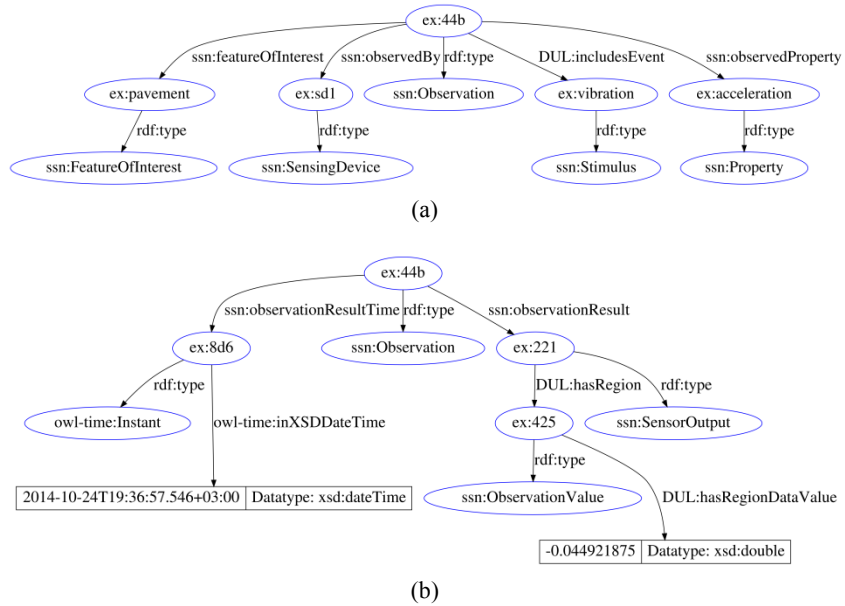 ex:44b
ssn:featureOfInterest ssn:observedBy rdf:type DUL:includesEvent ssn:observedProperty
ex:pavement ex:sd1 ssn:Observation ex:vibration ex:acceleration
rdf:type rdf:type rdf:type rdf:type
ssn:FeatureOfInterest ssn:SensingDevice ssn:Stimulus ssn:Property
(a)
ex:44b
ssn:observationResultTime rdf:type ssn:observationResult
ex:8d6 ssn:Observation ex:221
rdf:type DUL:hasRegion rdf:type
owl-time:Instant owl-time:inXSDDateTime ex:425 ssn:SensorOutput
rdf:type
2014-10-24T19:36:57.546+03:00 Datatype: xsd:dateTime ssn:ObservationValue DUL:hasRegionDataValue
-0.044921875 Datatype: xsd:double
(b)